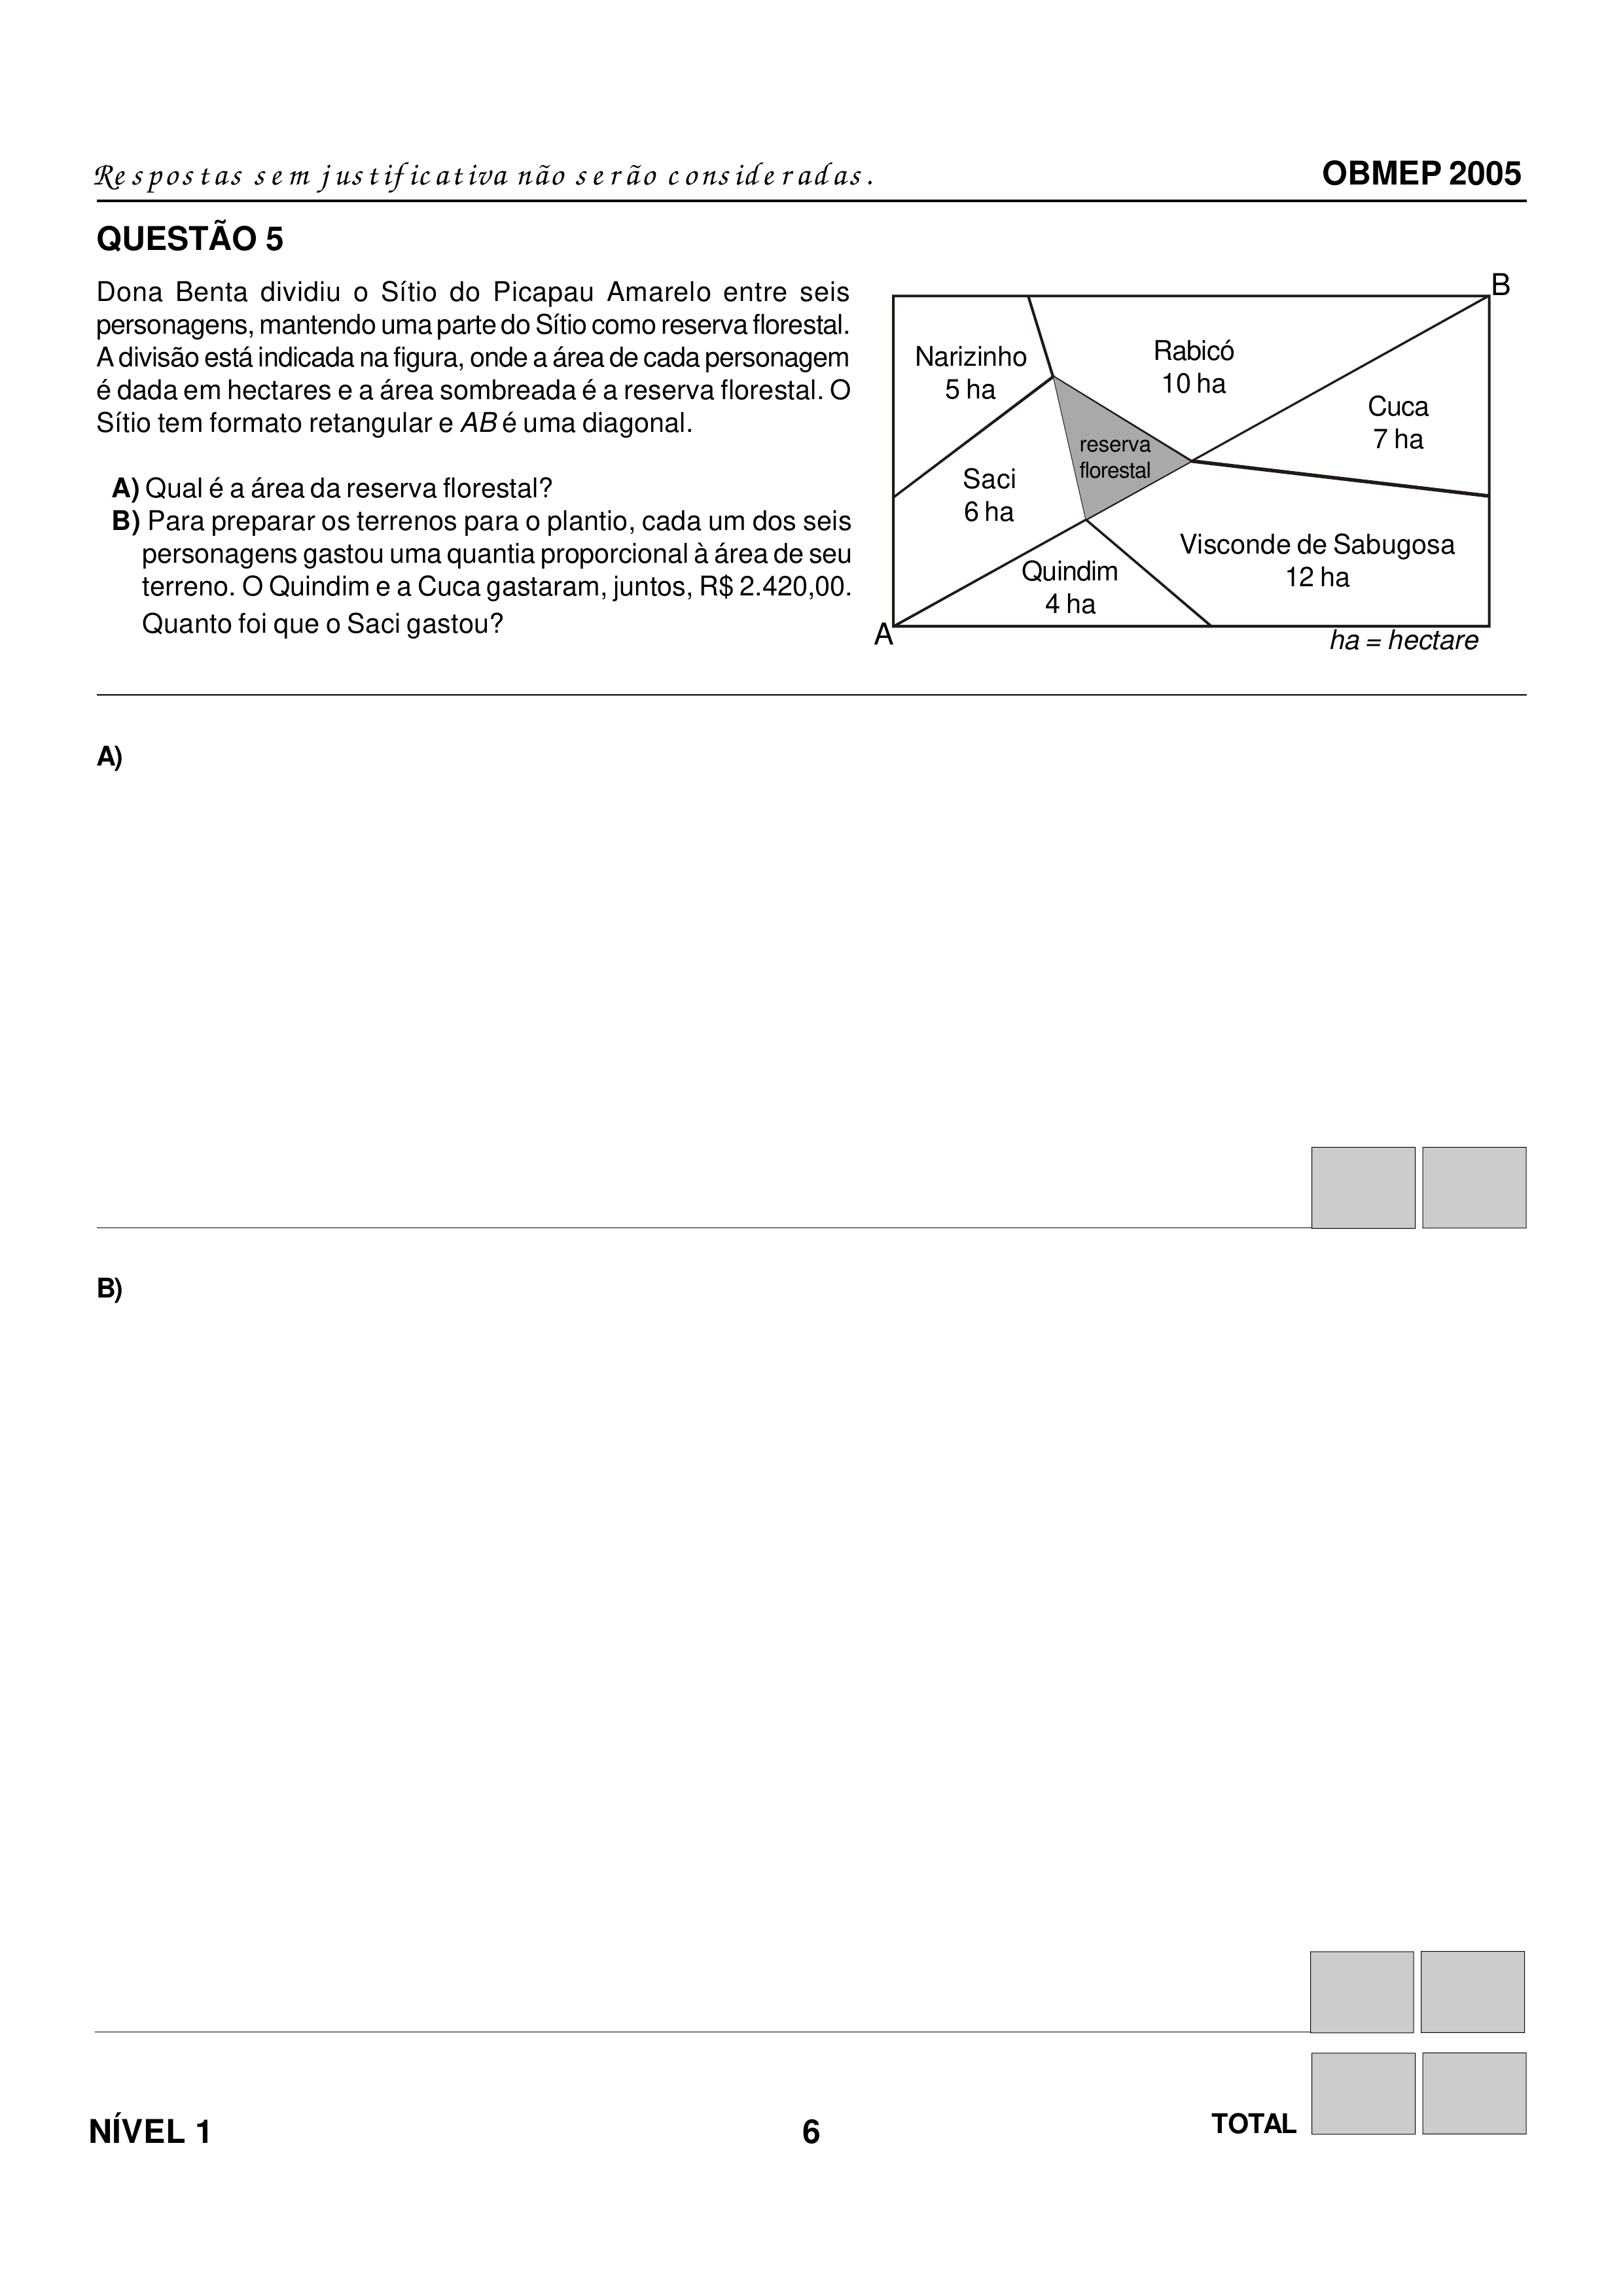 Respostas sem justificativa não serão consideradas.
OBMEP 2005
QUESTÃO 5
Dona Benta dividiu o Sítio do Picapau Amarelo entre seis
personagens, mantendo uma parte do Sítio como reserva florestal.
A divisão está indicada na figura, onde a área de cada personagem
é dada em hectares e a área sombreada é a reserva florestal. O
Sítio tem formato retangular e AB é uma diagonal.
A) Qual é a área da reserva florestal?
B) Para preparar os terrenos para o plantio, cada um dos seis
personagens gastou uma quantia proporcional à área de seu
terreno. O Quindim e a Cuca gastaram, juntos, R$ 2.420,00.
Quanto foi que o Saci gastou?
B
Narizinho
5 ha
Rabicó
10 ha
Cuca
7 ha
reserva
florestal
Saci
6 ha
Visconde de Sabugosa
12 ha
Quindim
4 ha
A
ha = hectare
A)
B)
NÍVEL 1
6
TOTAL